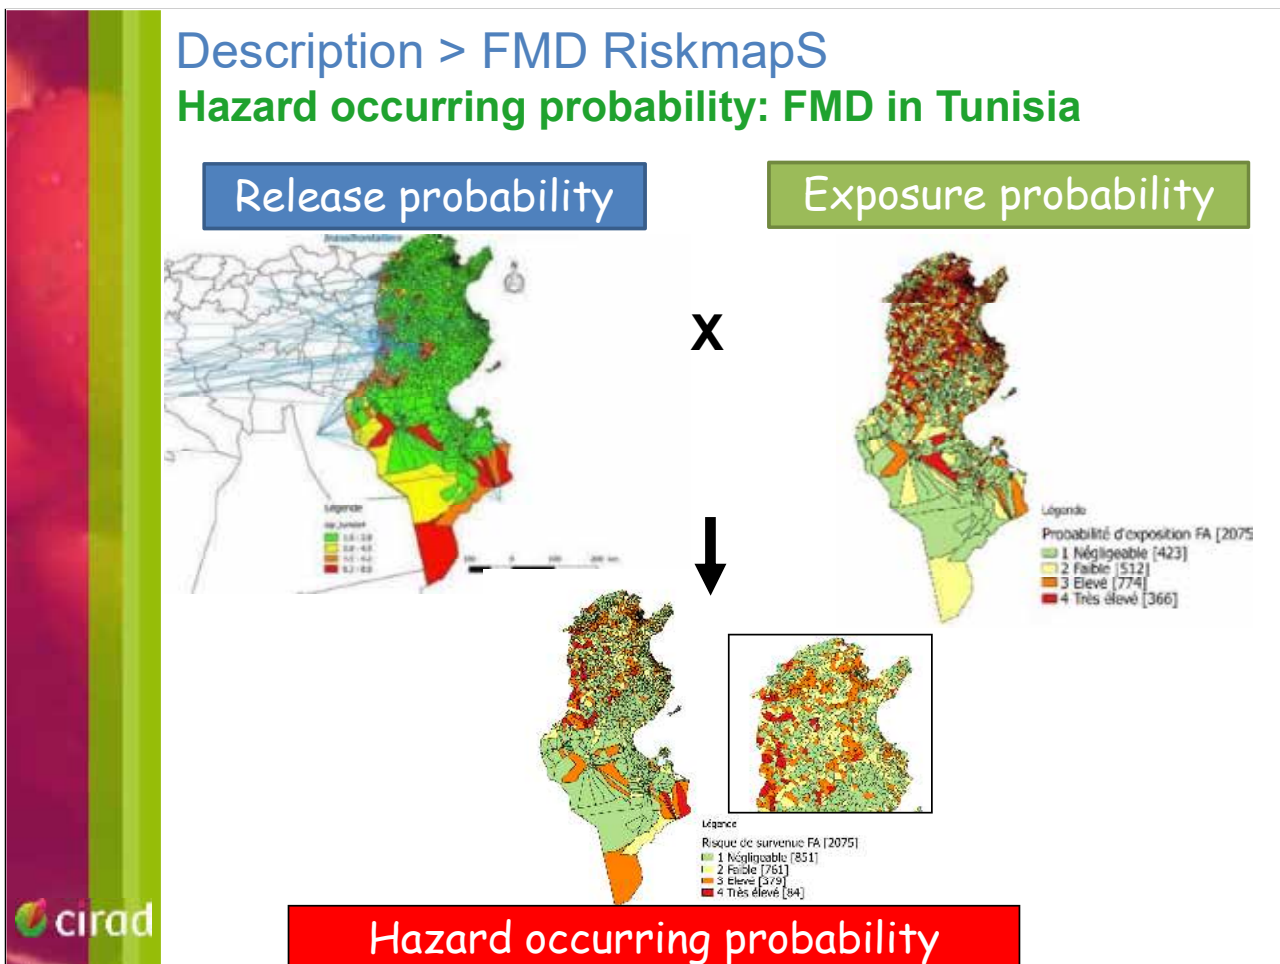 Description > FMD RiskmapS
Hazard occurring probability: FMD in Tunisia
Release probability
Exposure probability
transfrontaliers
N
X
Légende
Légende
Probabilité d'exposition FA [2075
1 Négligeable [423]
2 Faible [512]
3 Elevé [774]
4 Très élevé [366]
Légende
Risque de survenue FA [2075]
1 Négligeable [851]
2 Faible [761]
3 Elevé [379]
4 Très élevé [84]
cirad
Hazard occurring probability